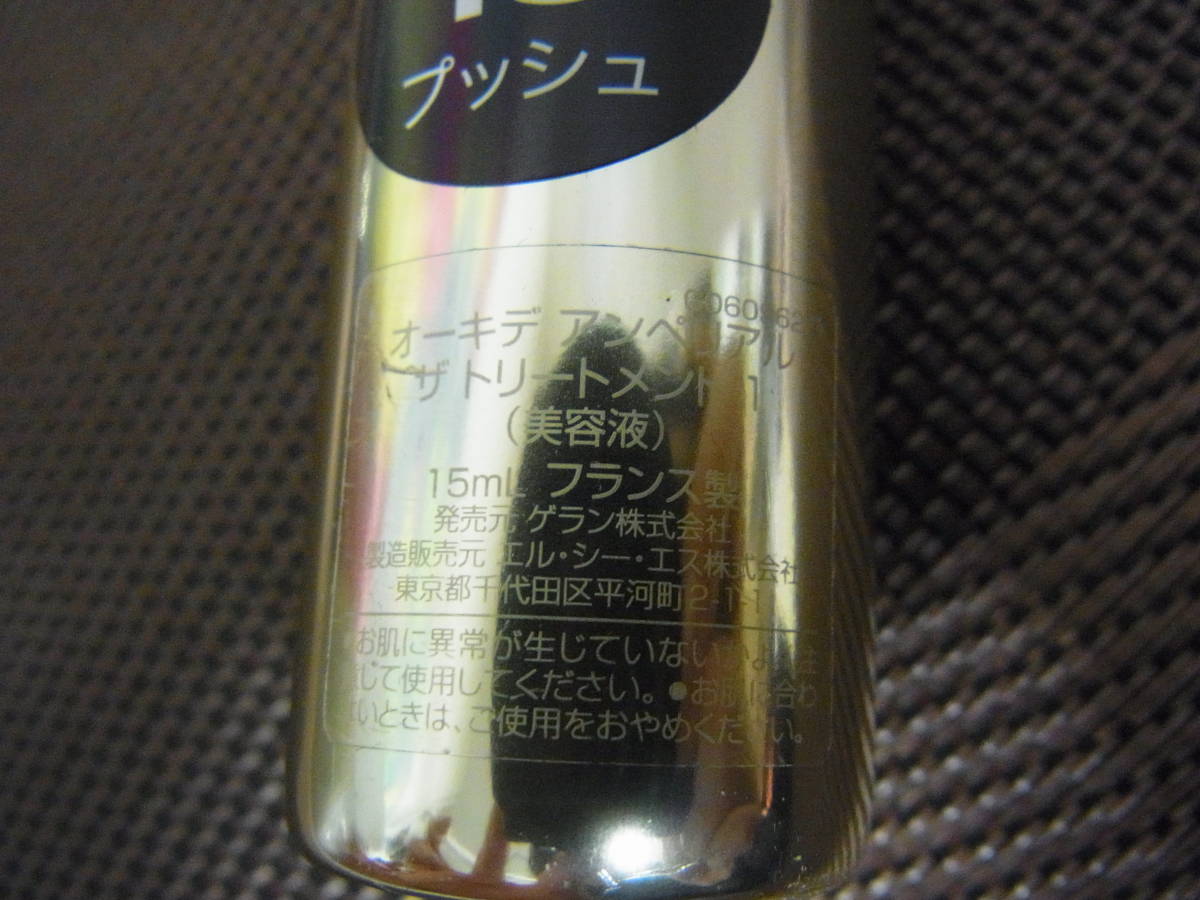 プッシュ
オーキデ アンペリアル
ザ トリートメント 1
(美容液)
15mL フランス製
発売元 ゲラン株式会社
製造販売元 エル・シー・エス株式会社
東京都千代田区平河町2-1-1
お肌に異常が生じていないかよく注
して使用してください。●お肌に合わ
ないときは、ご使用をおやめください。